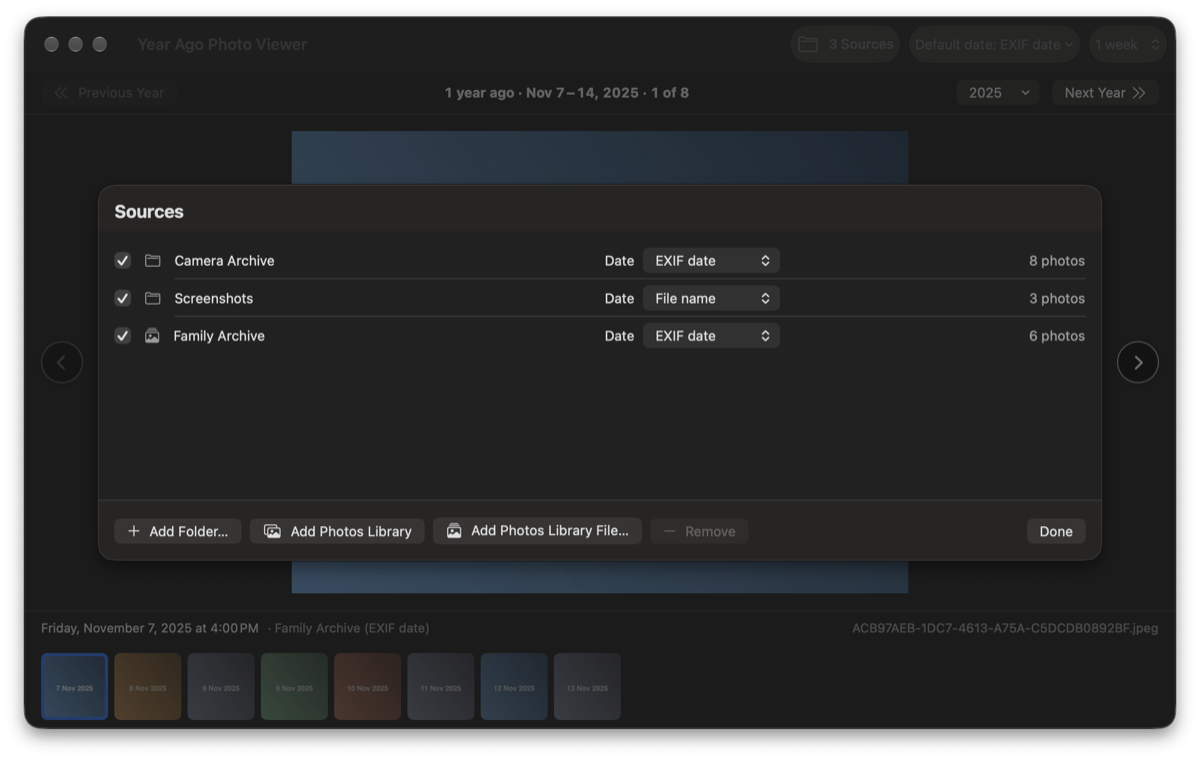 Year Ago Photo Viewer
3 Sources
Default date: EXIF date
1 week
Previous Year
1 year ago · Nov 7 – 14, 2025 · 1 of 8
2025
Next Year
Sources
Camera Archive Date EXIF date 8 photos
Screenshots Date File name 3 photos
Family Archive Date EXIF date 6 photos
Add Folder...
Add Photos Library
Add Photos Library File...
Remove
Done
Friday, November 7, 2025 at 4:00 PM · Family Archive (EXIF date)
ACB97AEB-1DC7-4613-A75A-C5DCDB0892BF.jpeg
7 Nov 2025
8 Nov 2025
9 Nov 2025
9 Nov 2025
10 Nov 2025
11 Nov 2025
12 Nov 2025
13 Nov 2025